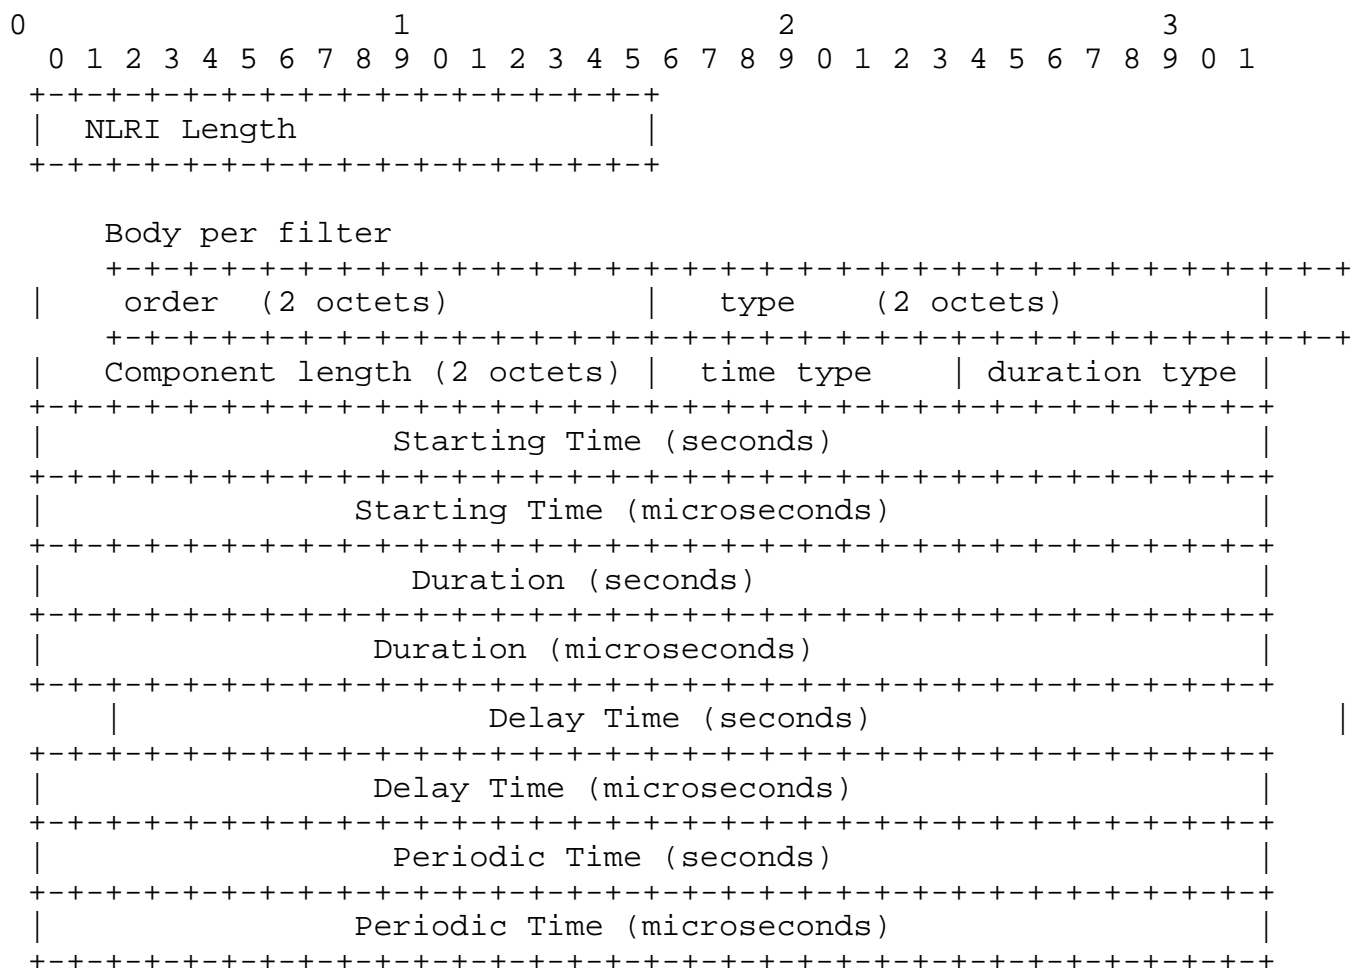 0                   1                   2                   3
  0 1 2 3 4 5 6 7 8 9 0 1 2 3 4 5 6 7 8 9 0 1 2 3 4 5 6 7 8 9 0 1
 +-+-+-+-+-+-+-+-+-+-+-+-+-+-+-+-+
 |  NLRI Length                  |
 +-+-+-+-+-+-+-+-+-+-+-+-+-+-+-+-+

     Body per filter
     +-+-+-+-+-+-+-+-+-+-+-+-+-+-+-+-+-+-+-+-+-+-+-+-+-+-+-+-+-+-+-+-+
 |    order  (2 octets)          |   type    (2 octets)          |
     +-+-+-+-+-+-+-+-+-+-+-+-+-+-+-+-+-+-+-+-+-+-+-+-+-+-+-+-+-+-+-+-+
 |   Component length (2 octets) |  time type    | duration type |
 +-+-+-+-+-+-+-+-+-+-+-+-+-+-+-+-+-+-+-+-+-+-+-+-+-+-+-+-+-+-+-+-+
 |                  Starting Time (seconds)                      |
 +-+-+-+-+-+-+-+-+-+-+-+-+-+-+-+-+-+-+-+-+-+-+-+-+-+-+-+-+-+-+-+-+
 |                Starting Time (microseconds)                   |
 +-+-+-+-+-+-+-+-+-+-+-+-+-+-+-+-+-+-+-+-+-+-+-+-+-+-+-+-+-+-+-+-+
 |                   Duration (seconds)                          |
 +-+-+-+-+-+-+-+-+-+-+-+-+-+-+-+-+-+-+-+-+-+-+-+-+-+-+-+-+-+-+-+-+
 |                 Duration (microseconds)                       |
 +-+-+-+-+-+-+-+-+-+-+-+-+-+-+-+-+-+-+-+-+-+-+-+-+-+-+-+-+-+-+-+-+
     |                   Delay Time (seconds)                        |
 +-+-+-+-+-+-+-+-+-+-+-+-+-+-+-+-+-+-+-+-+-+-+-+-+-+-+-+-+-+-+-+-+
 |                 Delay Time (microseconds)                     |
 +-+-+-+-+-+-+-+-+-+-+-+-+-+-+-+-+-+-+-+-+-+-+-+-+-+-+-+-+-+-+-+-+
 |                  Periodic Time (seconds)                      |
 +-+-+-+-+-+-+-+-+-+-+-+-+-+-+-+-+-+-+-+-+-+-+-+-+-+-+-+-+-+-+-+-+
 |                Periodic Time (microseconds)                   |
 +-+-+-+-+-+-+-+-+-+-+-+-+-+-+-+-+-+-+-+-+-+-+-+-+-+-+-+-+-+-+-+-+